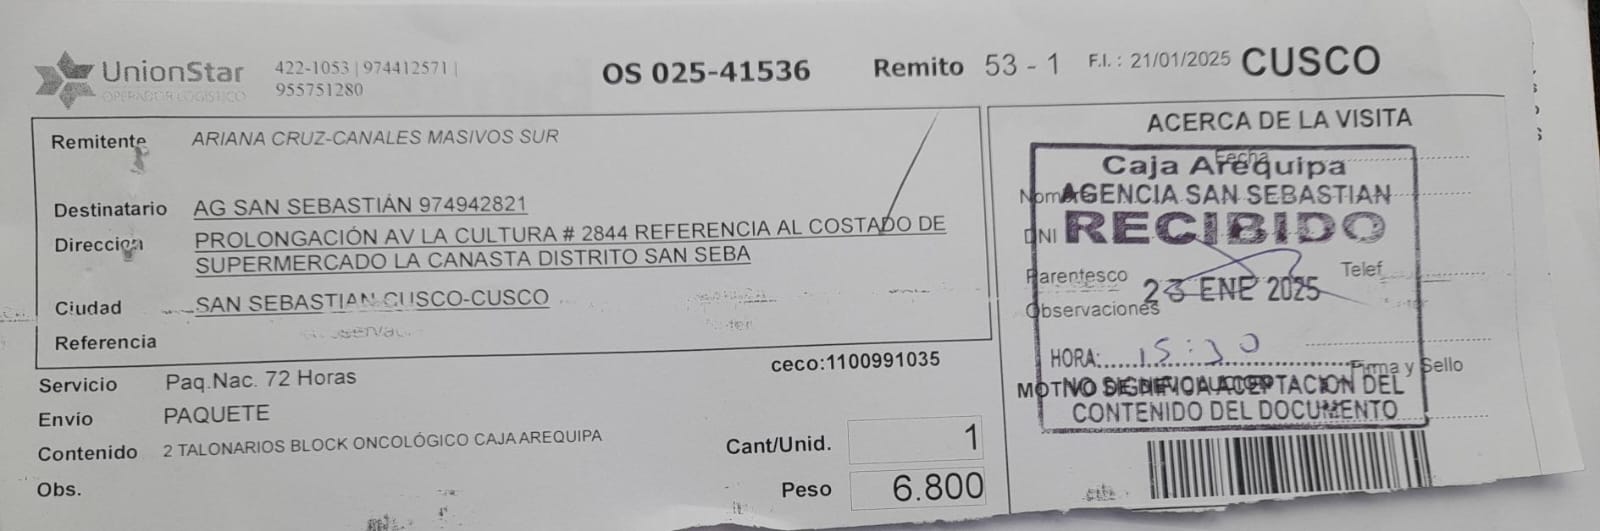 UnionStar
OPERADOR LOGISTICO
422-1053 | 974412571 |
955751280
OS 025-41536
Remito 53 - 1
F.I. : 21/01/2025
CUSCO
Remitente ARIANA CRUZ-CANALES MASIVOS SUR
Destinatario AG SAN SEBASTIÁN 974942821
Direccion PROLONGACIÓN AV LA CULTURA # 2844 REFERENCIA AL COSTADO DE
SUPERMERCADO LA CANASTA DISTRITO SAN SEBA
Ciudad SAN SEBASTIAN CUSCO-CUSCO
Referencia
ceco:1100991035
Servicio Paq.Nac. 72 Horas
Envío PAQUETE
Contenido 2 TALONARIOS BLOCK ONCOLÓGICO CAJA AREQUIPA
Obs.
Cant/Unid. 1
Peso 6.800
ACERCA DE LA VISITA
Fecha
Caja Arequipa
AGENCIA SAN SEBASTIAN
DNI
RECIBIDO
Parentesco
Telef
23 ENE 2025
Observaciones
HORA: 15:30
Firma y Sello
NO SIGNIFICA ACEPTACION DEL
CONTENIDO DEL DOCUMENTO